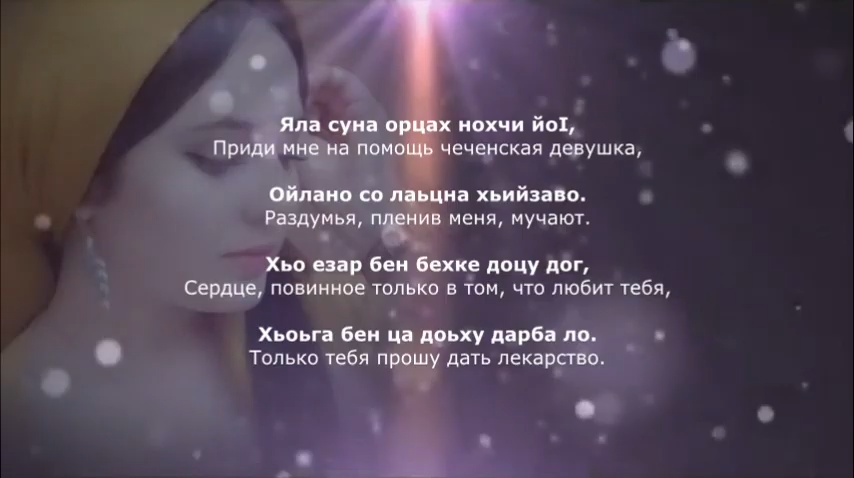 Яла суна орцах нохчи йоӀ,
Приди мне на помощь чеченская девушка,
Ойлано со лаьцна хьийзаво.
Раздумья, пленив меня, мучают.
Хьо езар бен бехке доцу дог,
Сердце, повинное только в том, что любит тебя,
Хьоьга бен ца доьху дарба ло.
Только тебя прошу дать лекарство.